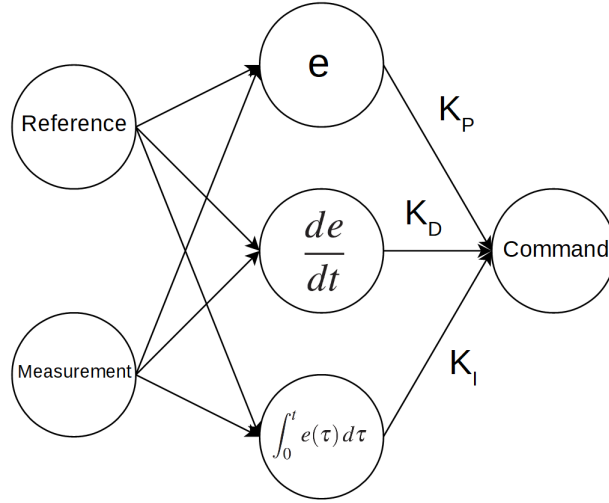 e
Reference
K_P
K_D
de
dt
Command
Measurement
K_I
∫_0^t e(τ) dτ